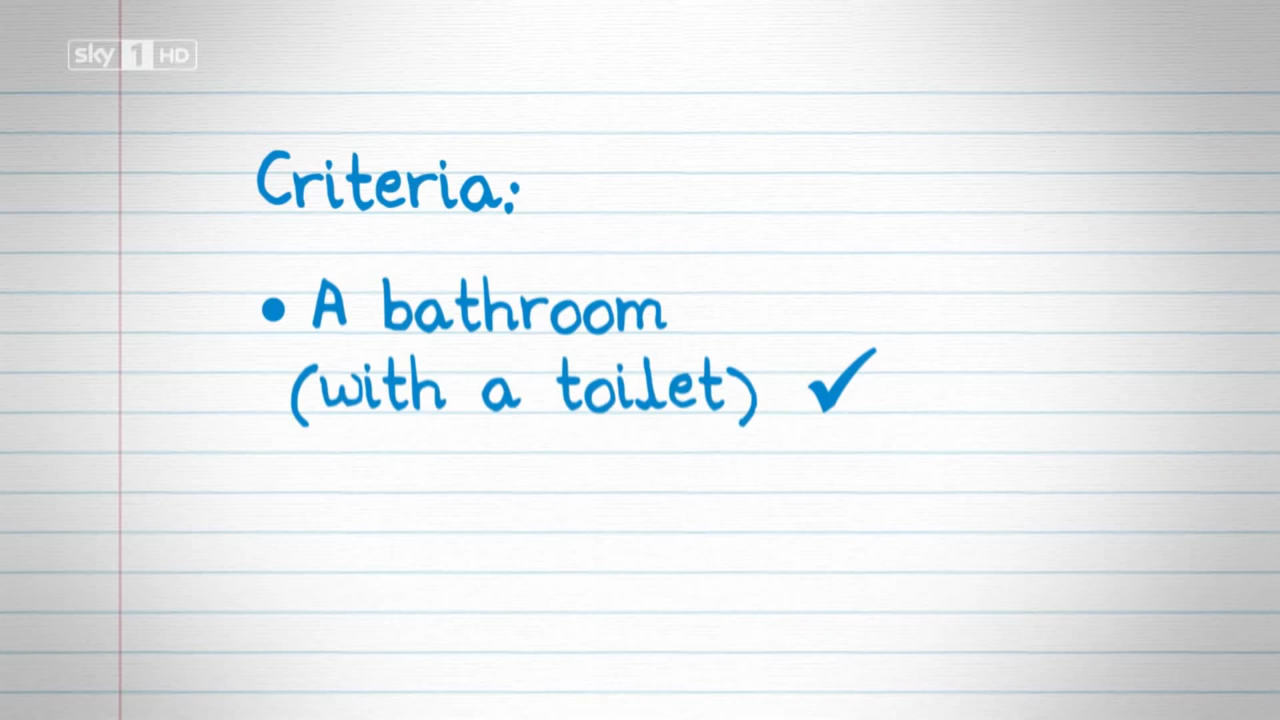 sky 1 HD
Criteria:
• A bathroom
(with a toilet) ✓